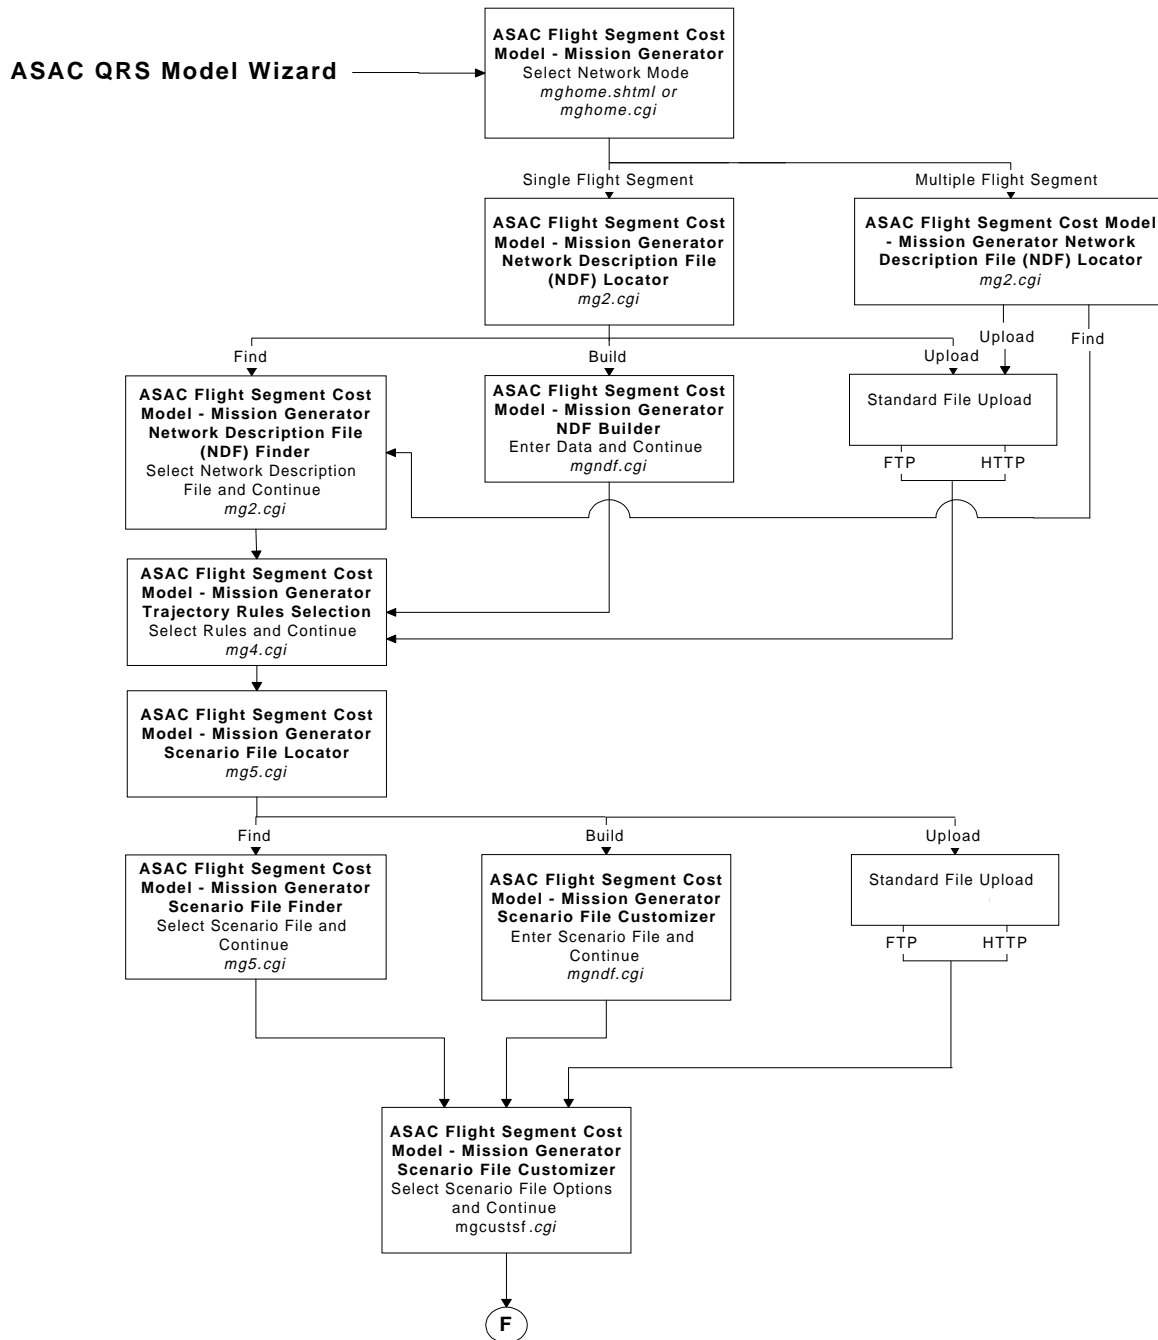 ASAC QRS Model Wizard
ASAC Flight Segment Cost
Model - Mission Generator
Select Network Mode
mghome.shtml or
mghome.cgi
Single Flight Segment
Multiple Flight Segment
ASAC Flight Segment Cost
Model - Mission Generator
Network Description File
(NDF) Locator
mg2.cgi
ASAC Flight Segment Cost Model
- Mission Generator Network
Description File (NDF) Locator
mg2.cgi
Find
Build
Upload
Upload
Find
ASAC Flight Segment Cost
Model - Mission Generator
Network Description File
(NDF) Finder
Select Network Description
File and Continue
mg2.cgi
ASAC Flight Segment Cost
Model - Mission Generator
NDF Builder
Enter Data and Continue
mgndf.cgi
Standard File Upload
FTP
HTTP
ASAC Flight Segment Cost
Model - Mission Generator
Trajectory Rules Selection
Select Rules and Continue
mg4.cgi
ASAC Flight Segment Cost
Model - Mission Generator
Scenario File Locator
mg5.cgi
Find
Build
Upload
ASAC Flight Segment Cost
Model - Mission Generator
Scenario File Finder
Select Scenario File and
Continue
mg5.cgi
ASAC Flight Segment Cost
Model - Mission Generator
Scenario File Customizer
Enter Scenario File and
Continue
mgndf.cgi
Standard File Upload
FTP
HTTP
ASAC Flight Segment Cost
Model - Mission Generator
Scenario File Customizer
Select Scenario File Options
and Continue
mgcustsf.cgi
F